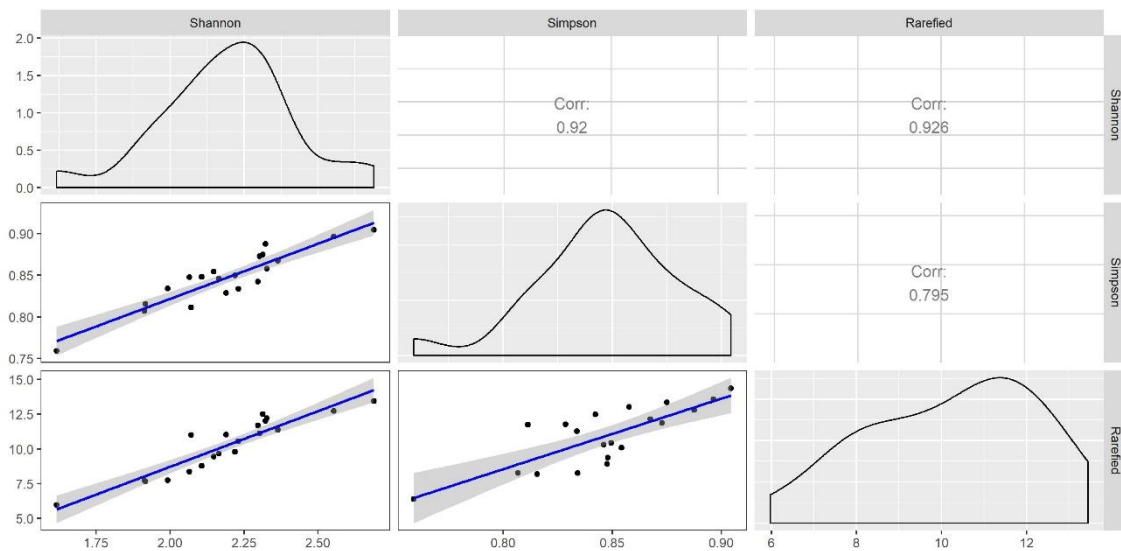 Shannon Simpson Rarefied
2.0
1.5
1.0
0.5
0.0
Corr:
0.92
Corr:
0.926
Shannon
0.90
0.85
0.80
0.75
Corr:
0.795
Simpson
15.0
12.5
10.0
7.5
5.0
Rarefied
1.75 2.00 2.25 2.50 0.80 0.85 0.90 6 8 10 12